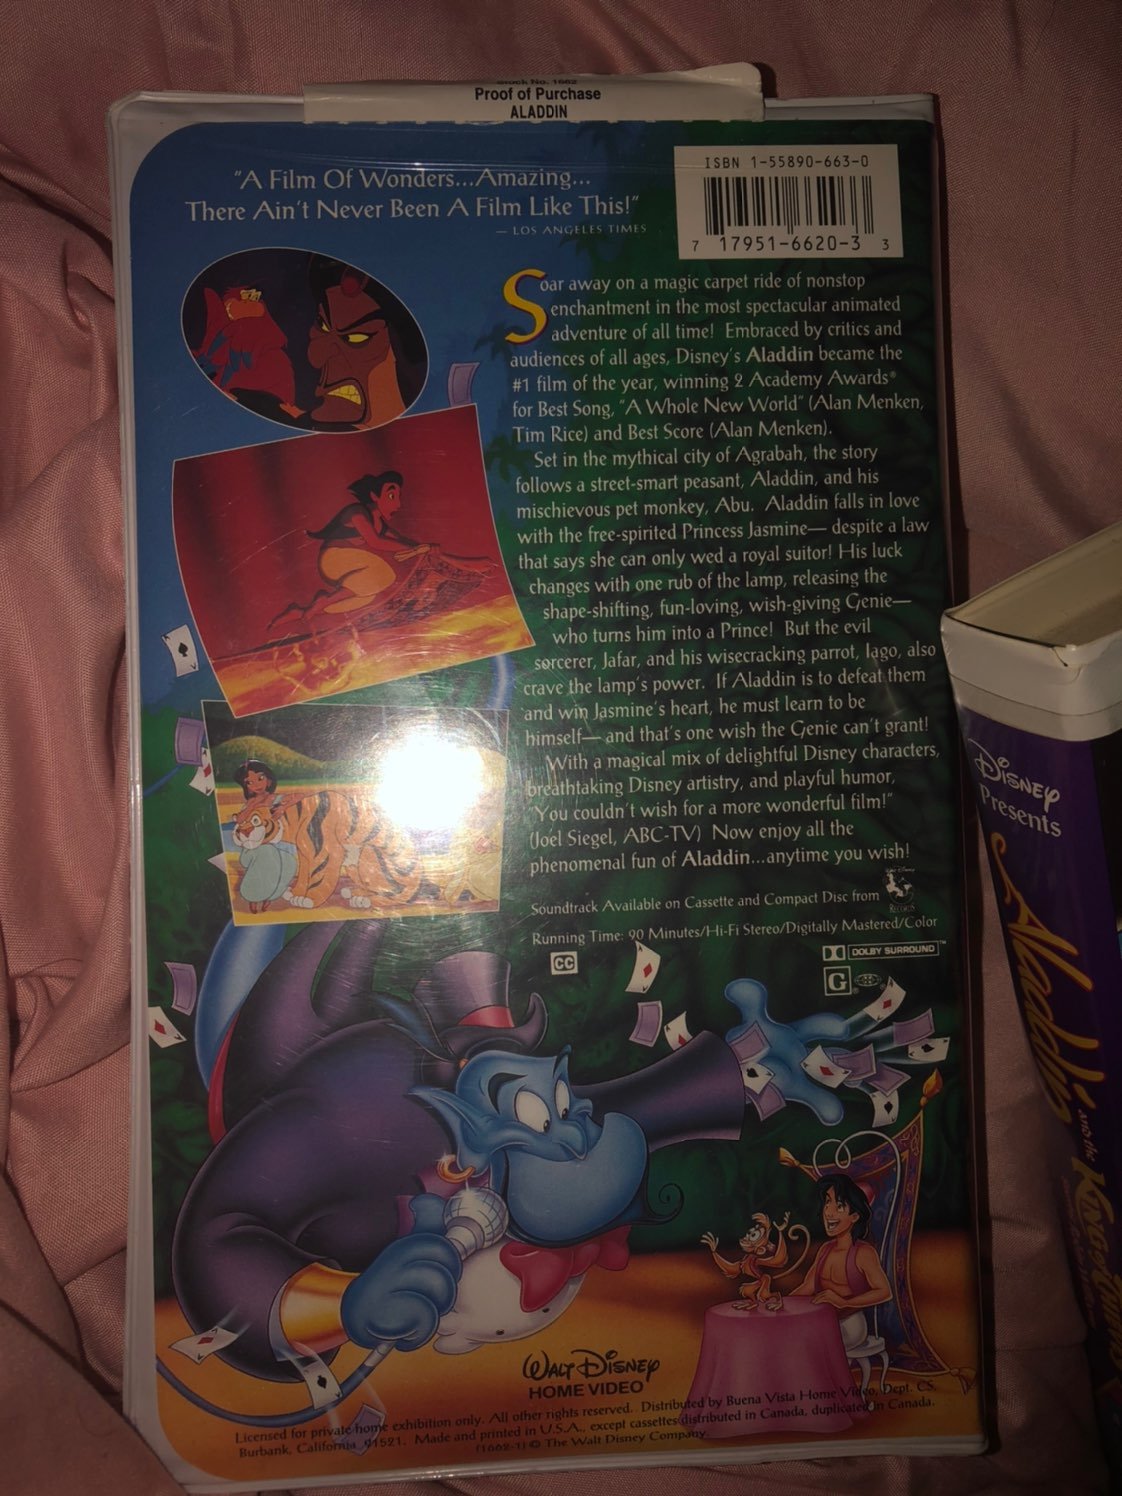 Stock No. 1662
Proof of Purchase
ALADDIN
"A Film Of Wonders...Amazing...
There Ain't Never Been A Film Like This!"
— LOS ANGELES TIMES
ISBN 1-55890-663-0
7 17951-6620-3 3
Soar away on a magic carpet ride of nonstop
enchantment in the most spectacular animated
adventure of all time! Embraced by critics and
audiences of all ages, Disney's Aladdin became the
#1 film of the year, winning 2 Academy Awards®
for Best Song, "A Whole New World" (Alan Menken,
Tim Rice) and Best Score (Alan Menken).
Set in the mythical city of Agrabah, the story
follows a street-smart peasant, Aladdin, and his
mischievous pet monkey, Abu. Aladdin falls in love
with the free-spirited Princess Jasmine— despite a law
that says she can only wed a royal suitor! His luck
changes with one rub of the lamp, releasing the
shape-shifting, fun-loving, wish-giving Genie—
who turns him into a Prince! But the evil
sorcerer, Jafar, and his wisecracking parrot, Iago, also
crave the lamp's power. If Aladdin is to defeat them
and win Jasmine's heart, he must learn to be
himself— and that's one wish the Genie can't grant!
With a magical mix of delightful Disney characters,
breathtaking Disney artistry, and playful humor,
"You couldn't wish for a more wonderful film!"
(Joel Siegel, ABC-TV) Now enjoy all the
phenomenal fun of Aladdin...anytime you wish!
Soundtrack Available on Cassette and Compact Disc from
Walt Disney
RECORDS
Running Time: 90 Minutes/Hi-Fi Stereo/Digitally Mastered/Color
CC
DOLBY SURROUND™
G
WALT DISNEY
HOME VIDEO
Licensed for private home exhibition only. All other rights reserved. Distributed by Buena Vista Home Video, Dept. CS,
Burbank, California 91521. Made and printed in U.S.A., except cassettes distributed in Canada, duplicated in Canada.
(1662-1) © The Walt Disney Company.
DISNEY
Presents
Aladdin
AND THE
KING OF THIEVES